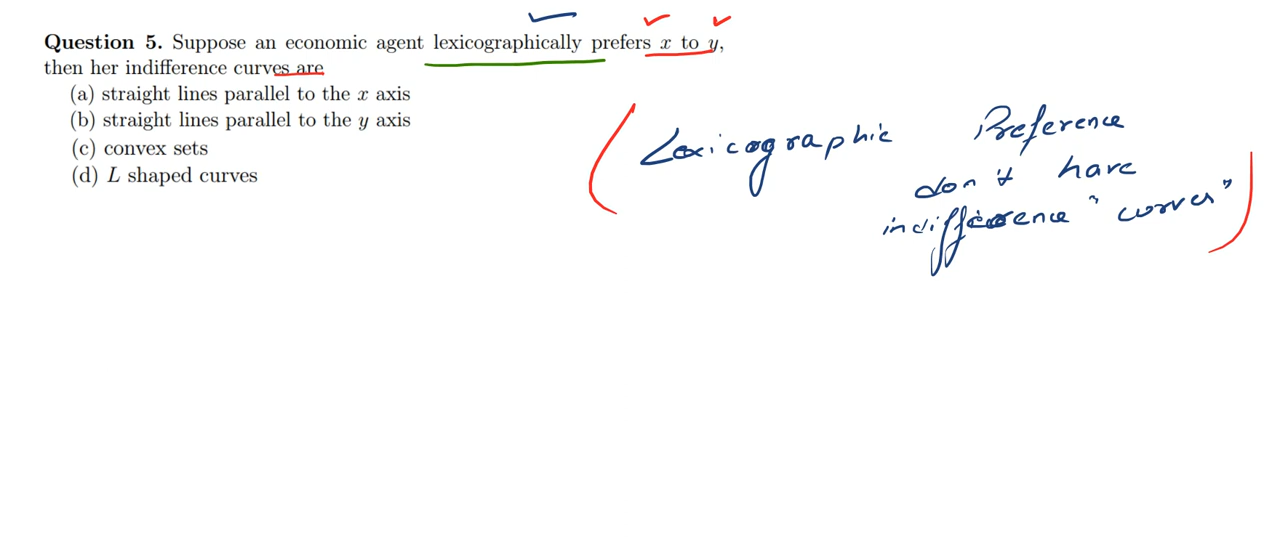 Question 5. Suppose an economic agent lexicographically prefers x to y,
then her indifference curves are
(a) straight lines parallel to the x axis
(b) straight lines parallel to the y axis
(c) convex sets
(d) L shaped curves
Lexicographic Preference
don't have
indifference "curves"